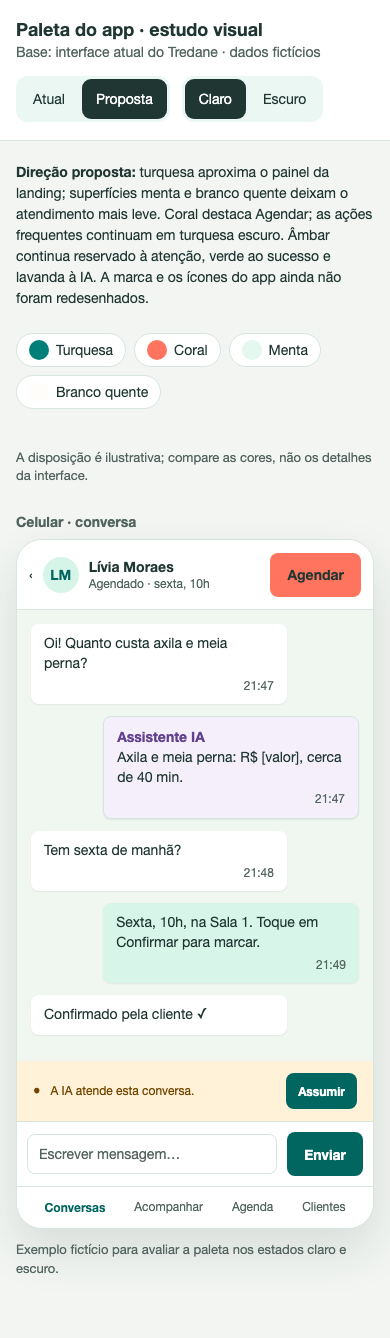 Paleta do app · estudo visual
Base: interface atual do Tredane · dados fictícios
Atual
Proposta
Claro
Escuro
Direção proposta: turquesa aproxima o painel da
landing; superfícies menta e branco quente deixam o
atendimento mais leve. Coral destaca Agendar; as ações
frequentes continuam em turquesa escuro. Âmbar
continua reservado à atenção, verde ao sucesso e
lavanda à IA. A marca e os ícones do app ainda não
foram redesenhados.
Turquesa
Coral
Menta
Branco quente
A disposição é ilustrativa; compare as cores, não os detalhes
da interface.
Celular · conversa
‹
LM
Lívia Moraes
Agendado · sexta, 10h
Agendar
Oi! Quanto custa axila e meia
perna?
21:47
Assistente IA
Axila e meia perna: R$ [valor], cerca
de 40 min.
21:47
Tem sexta de manhã?
21:48
Sexta, 10h, na Sala 1. Toque em
Confirmar para marcar.
21:49
Confirmado pela cliente ✓
● A IA atende esta conversa.
Assumir
Escrever mensagem...
Enviar
Conversas
Acompanhar
Agenda
Clientes
Exemplo fictício para avaliar a paleta nos estados claro e
escuro.